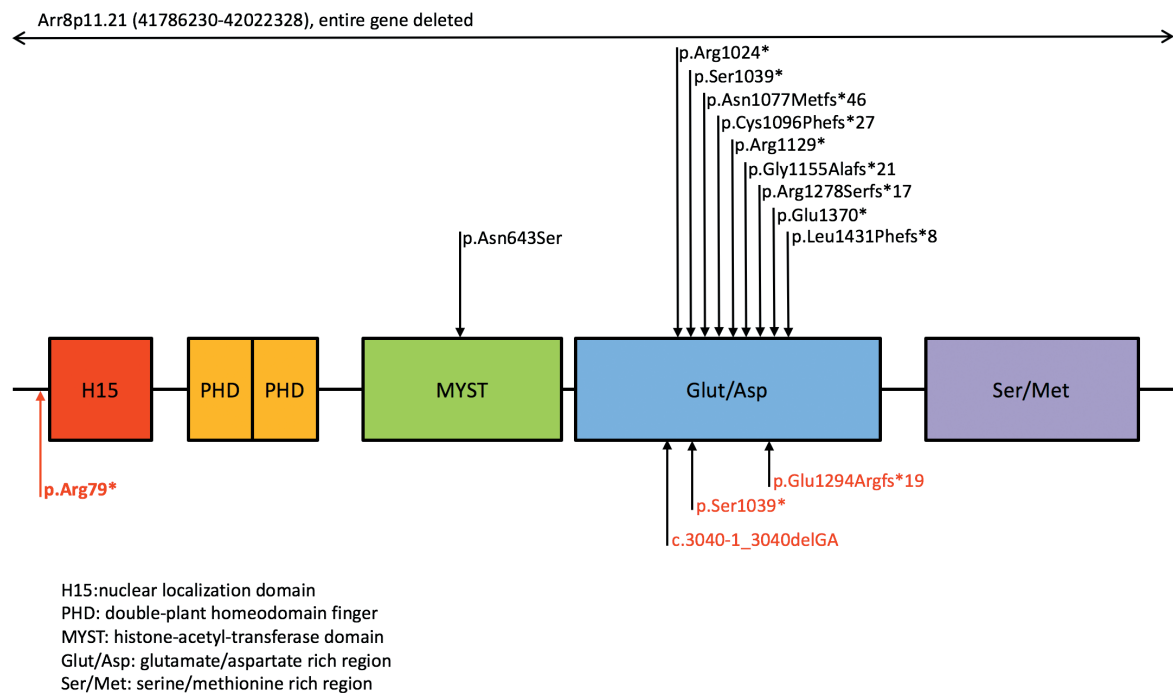 Arr8p11.21 (41786230-42022328), entire gene deleted
p.Arg1024*
p.Ser1039*
p.Asn1077Metfs*46
p.Cys1096Phefs*27
p.Arg1129*
p.Gly1155Alafs*21
p.Arg1278Serfs*17
p.Glu1370*
p.Leu1431Phefs*8
p.Asn643Ser
H15
PHD
PHD
MYST
Glut/Asp
Ser/Met
p.Arg79*
p.Glu1294Argfs*19
p.Ser1039*
c.3040-1_3040delGA
H15:nuclear localization domain
PHD: double-plant homeodomain finger
MYST: histone-acetyl-transferase domain
Glut/Asp: glutamate/aspartate rich region
Ser/Met: serine/methionine rich region